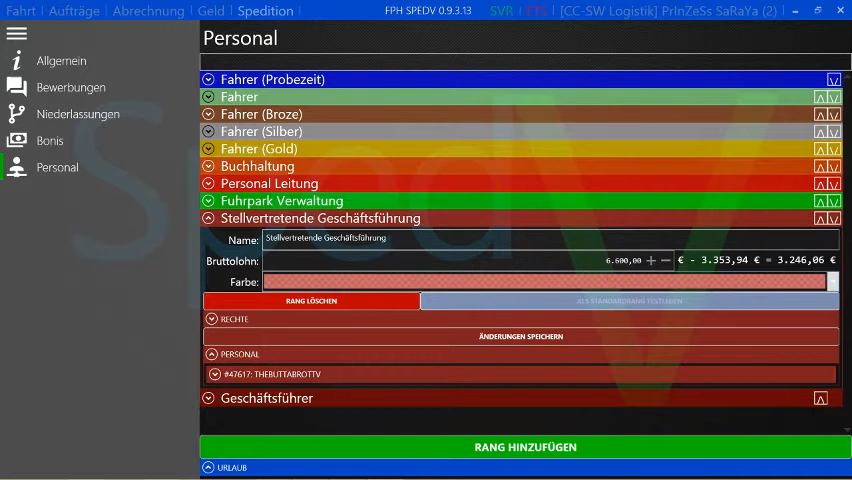 Fahrt | Aufträge | Abrechnung | Geld | Spedition
FPH SPEDV 0.9.3.13
SVR | TTS | [CC-SW Logistik] PrInZeSs SaRaYa (2)
Personal
Allgemein
Bewerbungen
Niederlassungen
Bonis
Personal
Fahrer (Probezeit)
Fahrer
Fahrer (Broze)
Fahrer (Silber)
Fahrer (Gold)
Buchhaltung
Personal Leitung
Fuhrpark Verwaltung
Stellvertretende Geschäftsführung
Name: Stellvertretende Geschäftsführung
Bruttolohn: 6.600,00 + − € - 3.353,94 € = 3.246,06 €
Farbe:
RANG LÖSCHEN
ALS STANDARDRANG FESTLEGEN
RECHTE
ÄNDERUNGEN SPEICHERN
PERSONAL
#47617: THEBUTTABROTTV
Geschäftsführer
RANG HINZUFÜGEN
URLAUB
SpedV